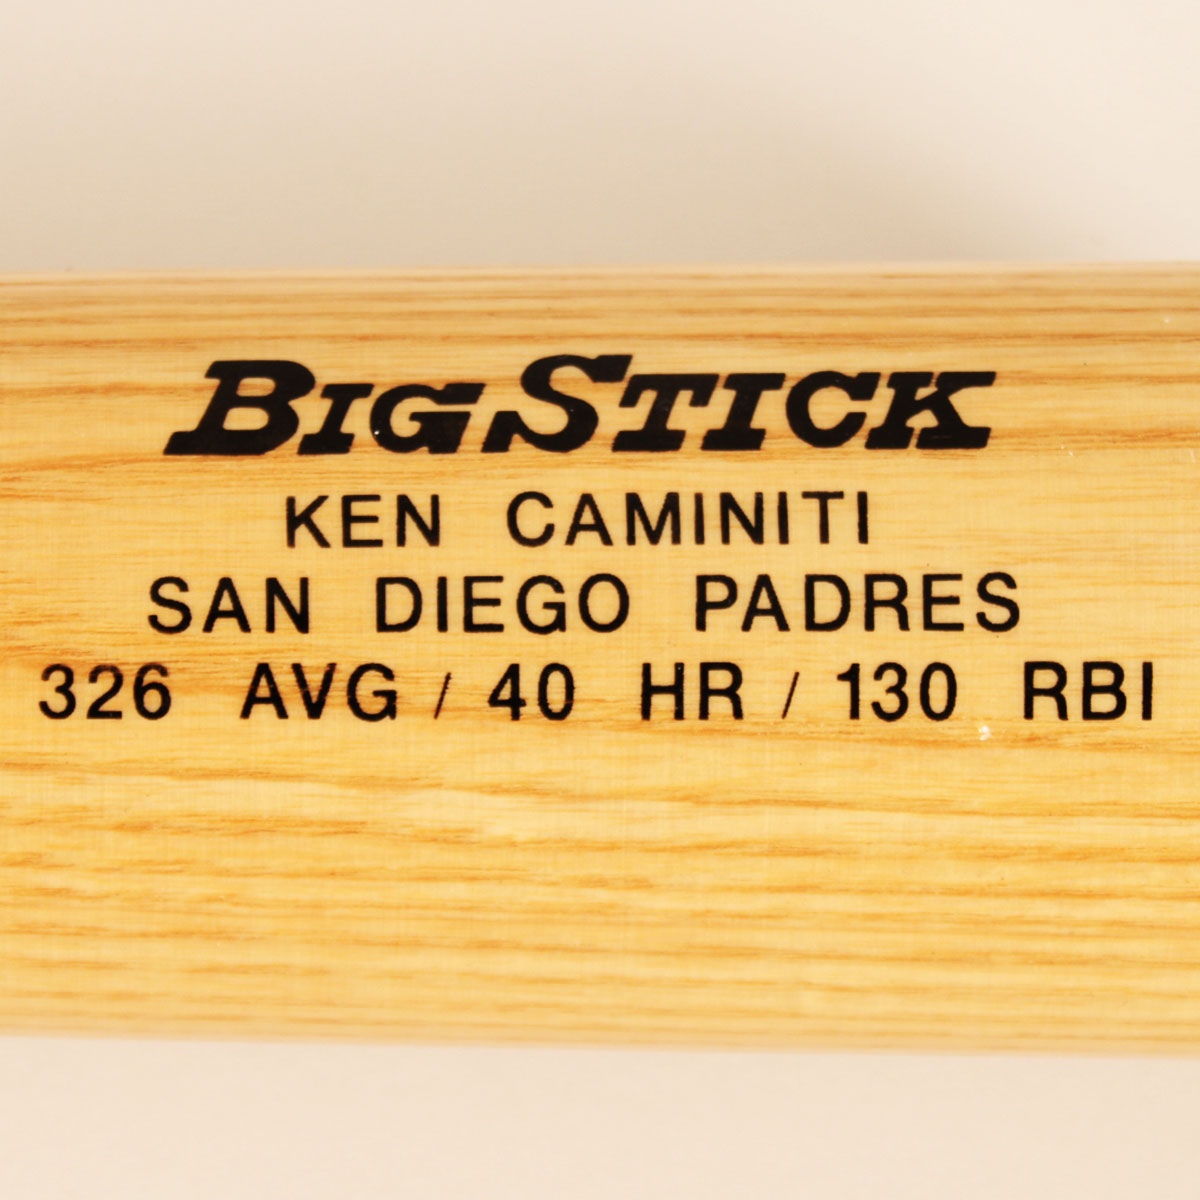 BIGSTICK
KEN CAMINITI
SAN DIEGO PADRES
326 AVG / 40 HR / 130 RBI